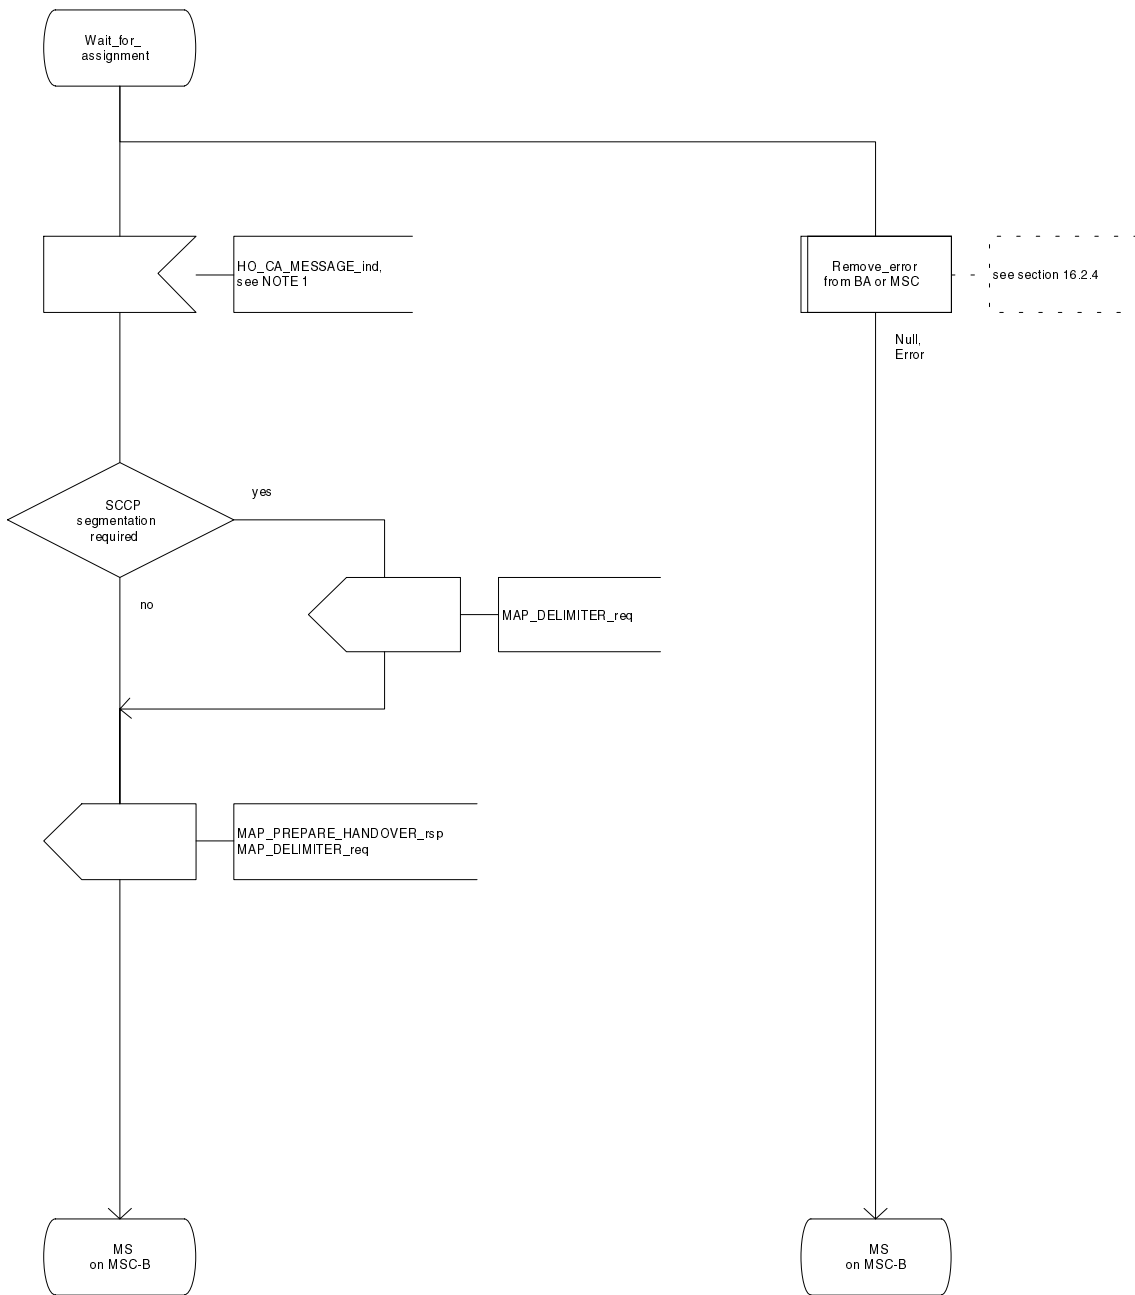 Wait_for_
assignment
HO_CA_MESSAGE_ind,
see NOTE 1
Remove_error
from BA or MSC
see section 16.2.4
Null,
Error
SCCP
segmentation
required
yes
no
MAP_DELIMITER_req
MAP_PREPARE_HANDOVER_rsp
MAP_DELIMITER_req
MS
on MSC-B
MS
on MSC-B